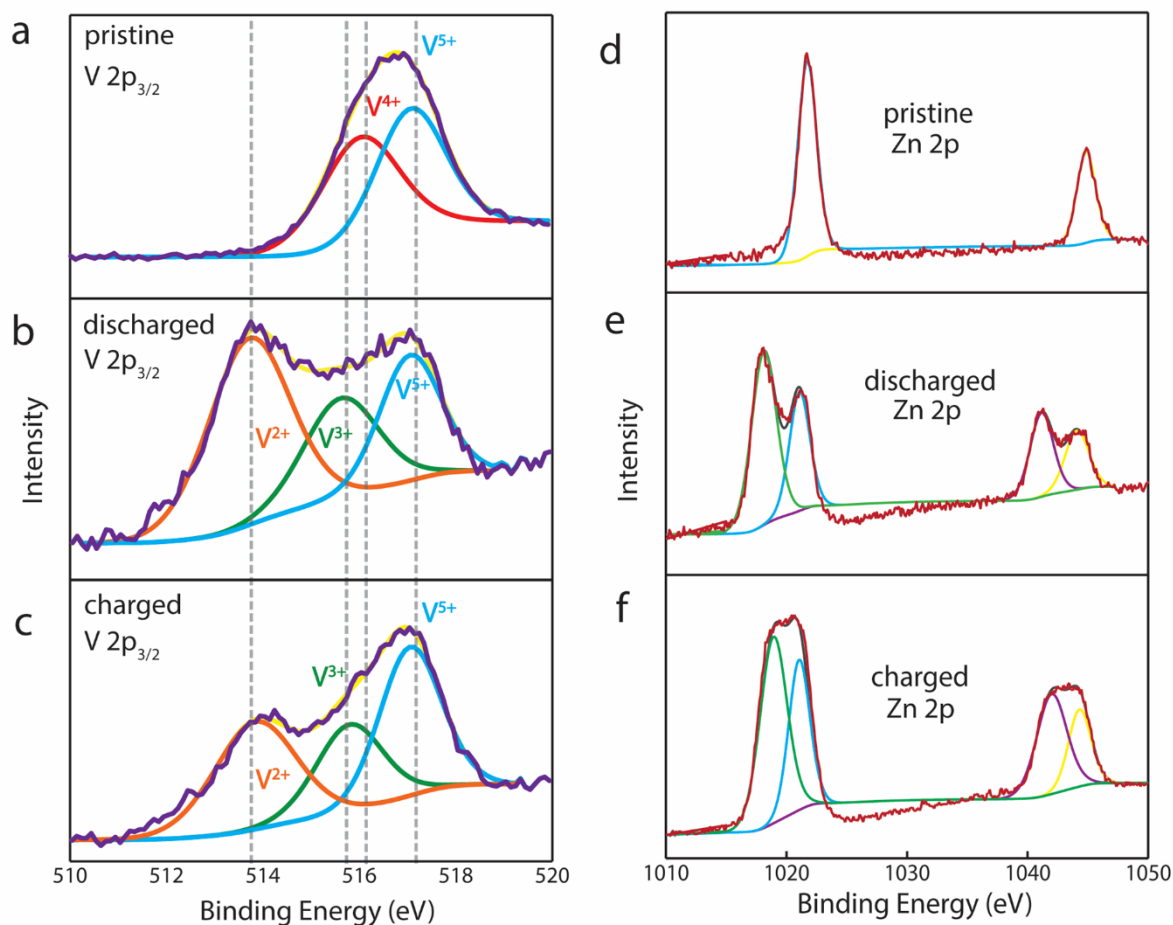 a
pristine
V 2p3/2
V5+
V4+
b
discharged
V 2p3/2
V2+
V3+
V5+
c
charged
V 2p3/2
V5+
V3+
V2+
Intensity
510 512 514 516 518 520
Binding Energy (eV)
d
pristine
Zn 2p
e
discharged
Zn 2p
f
charged
Zn 2p
Intensity
1010 1020 1030 1040 1050
Binding Energy (eV)